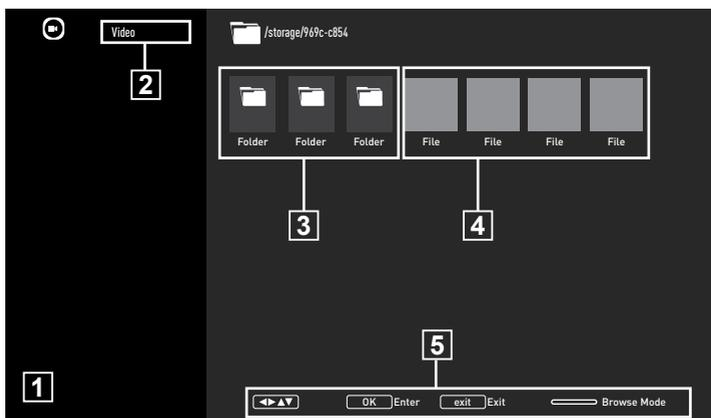 Video
/storage/969c-c854
2
Folder Folder Folder File File File File
3 4
5
1
◄►▲▼ OK Enter exit Exit Browse Mode